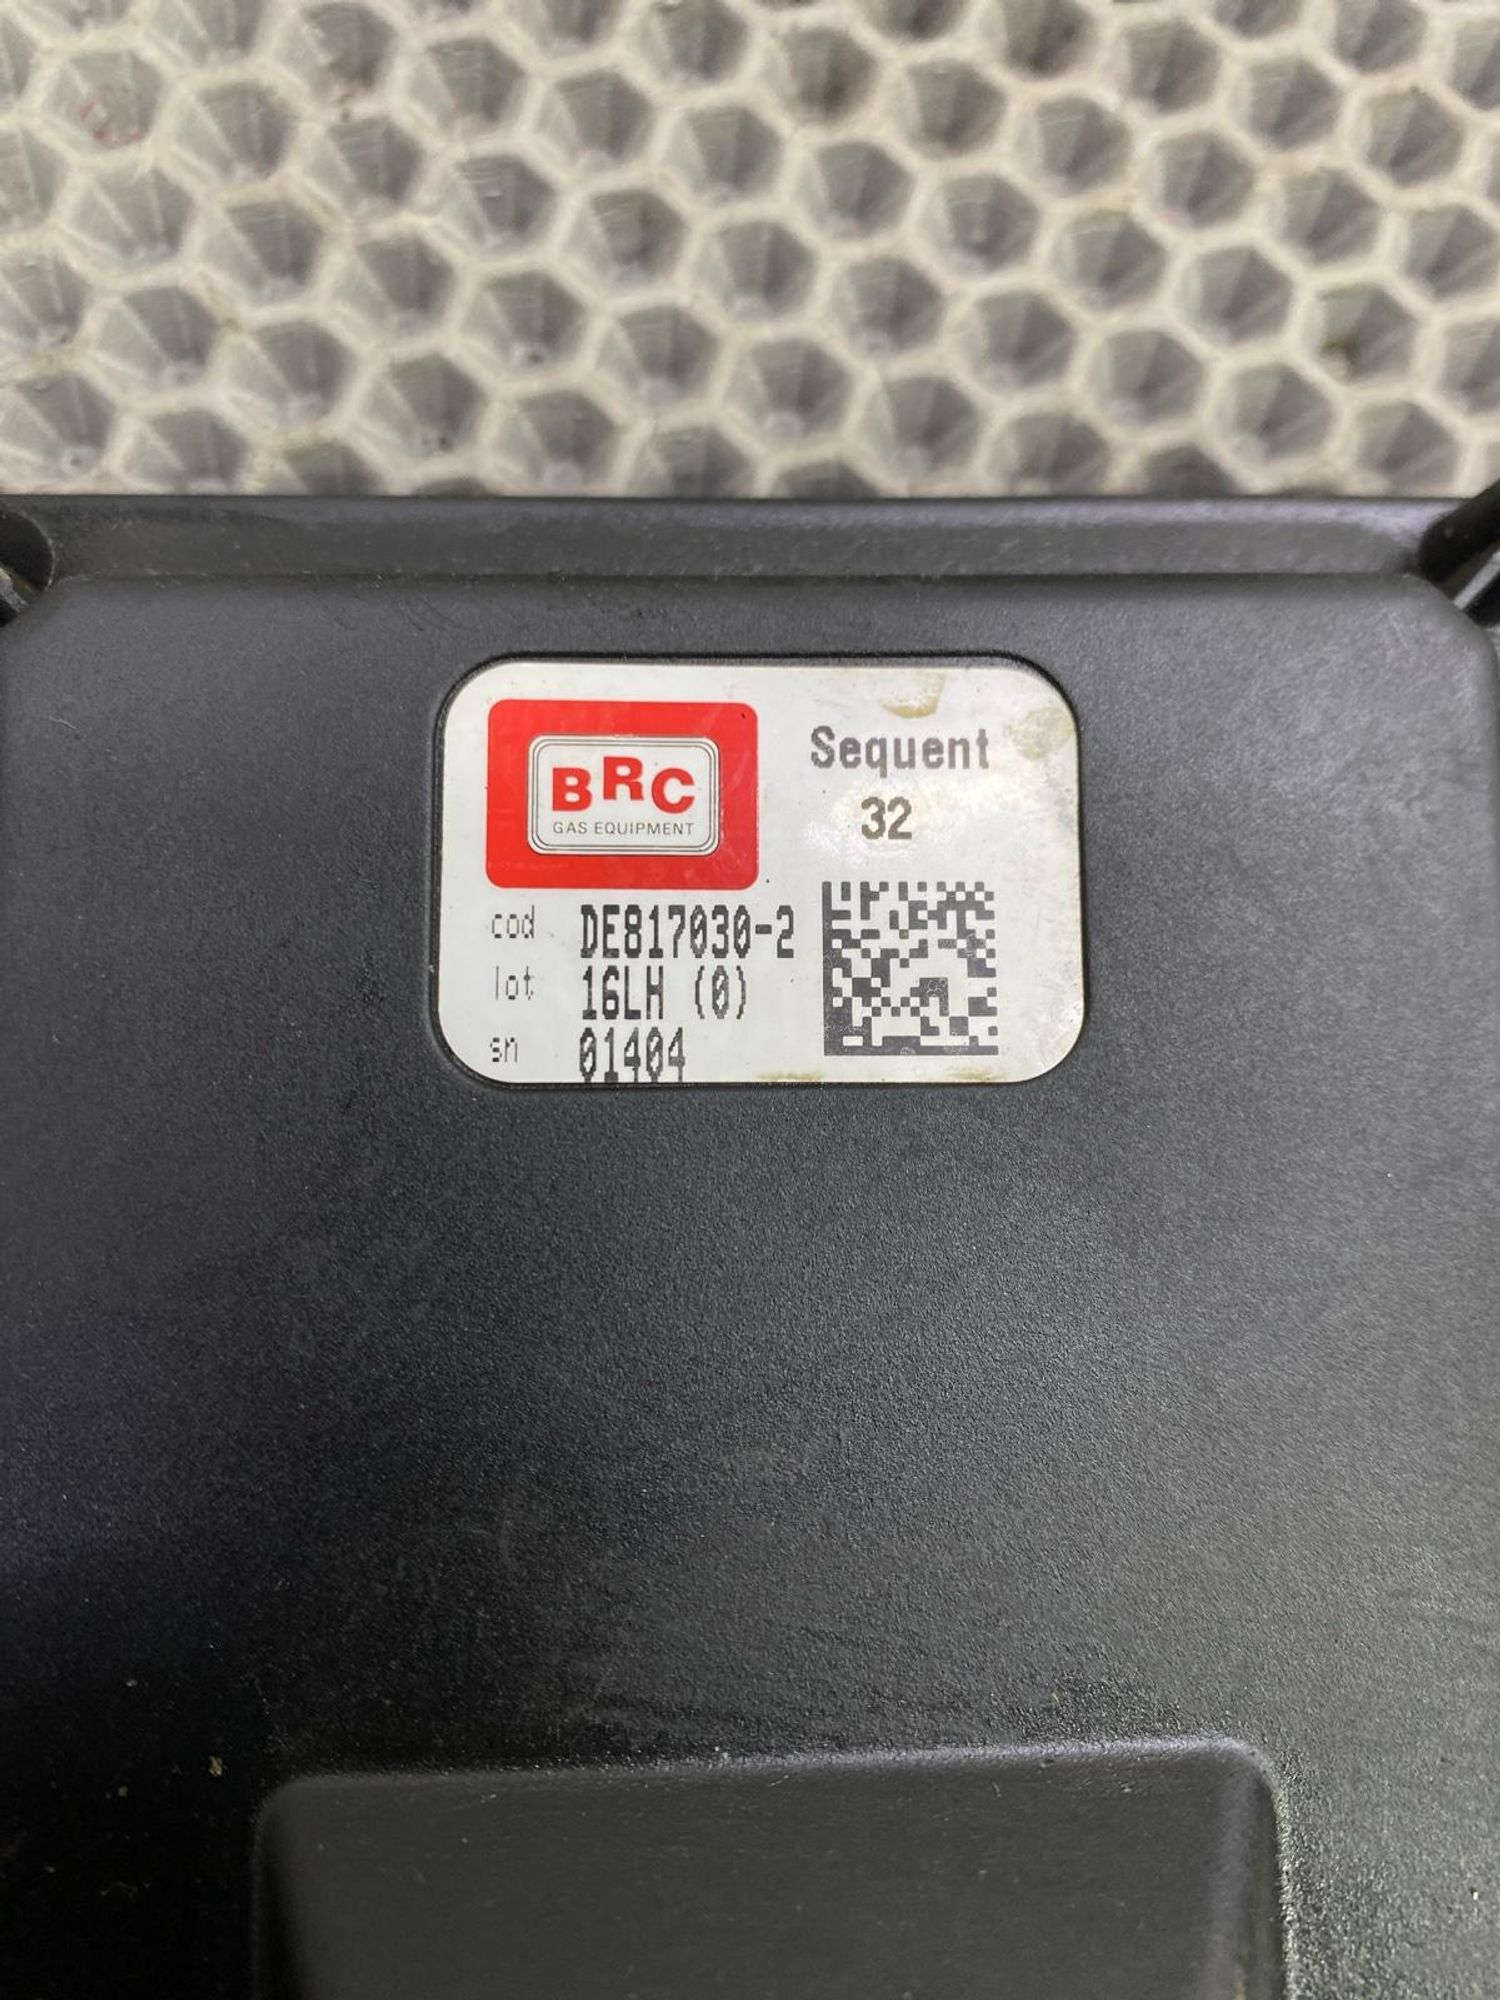 BRC
GAS EQUIPMENT
Sequent
32
cod DE817030-2
lot 16LH (0)
sn 01404